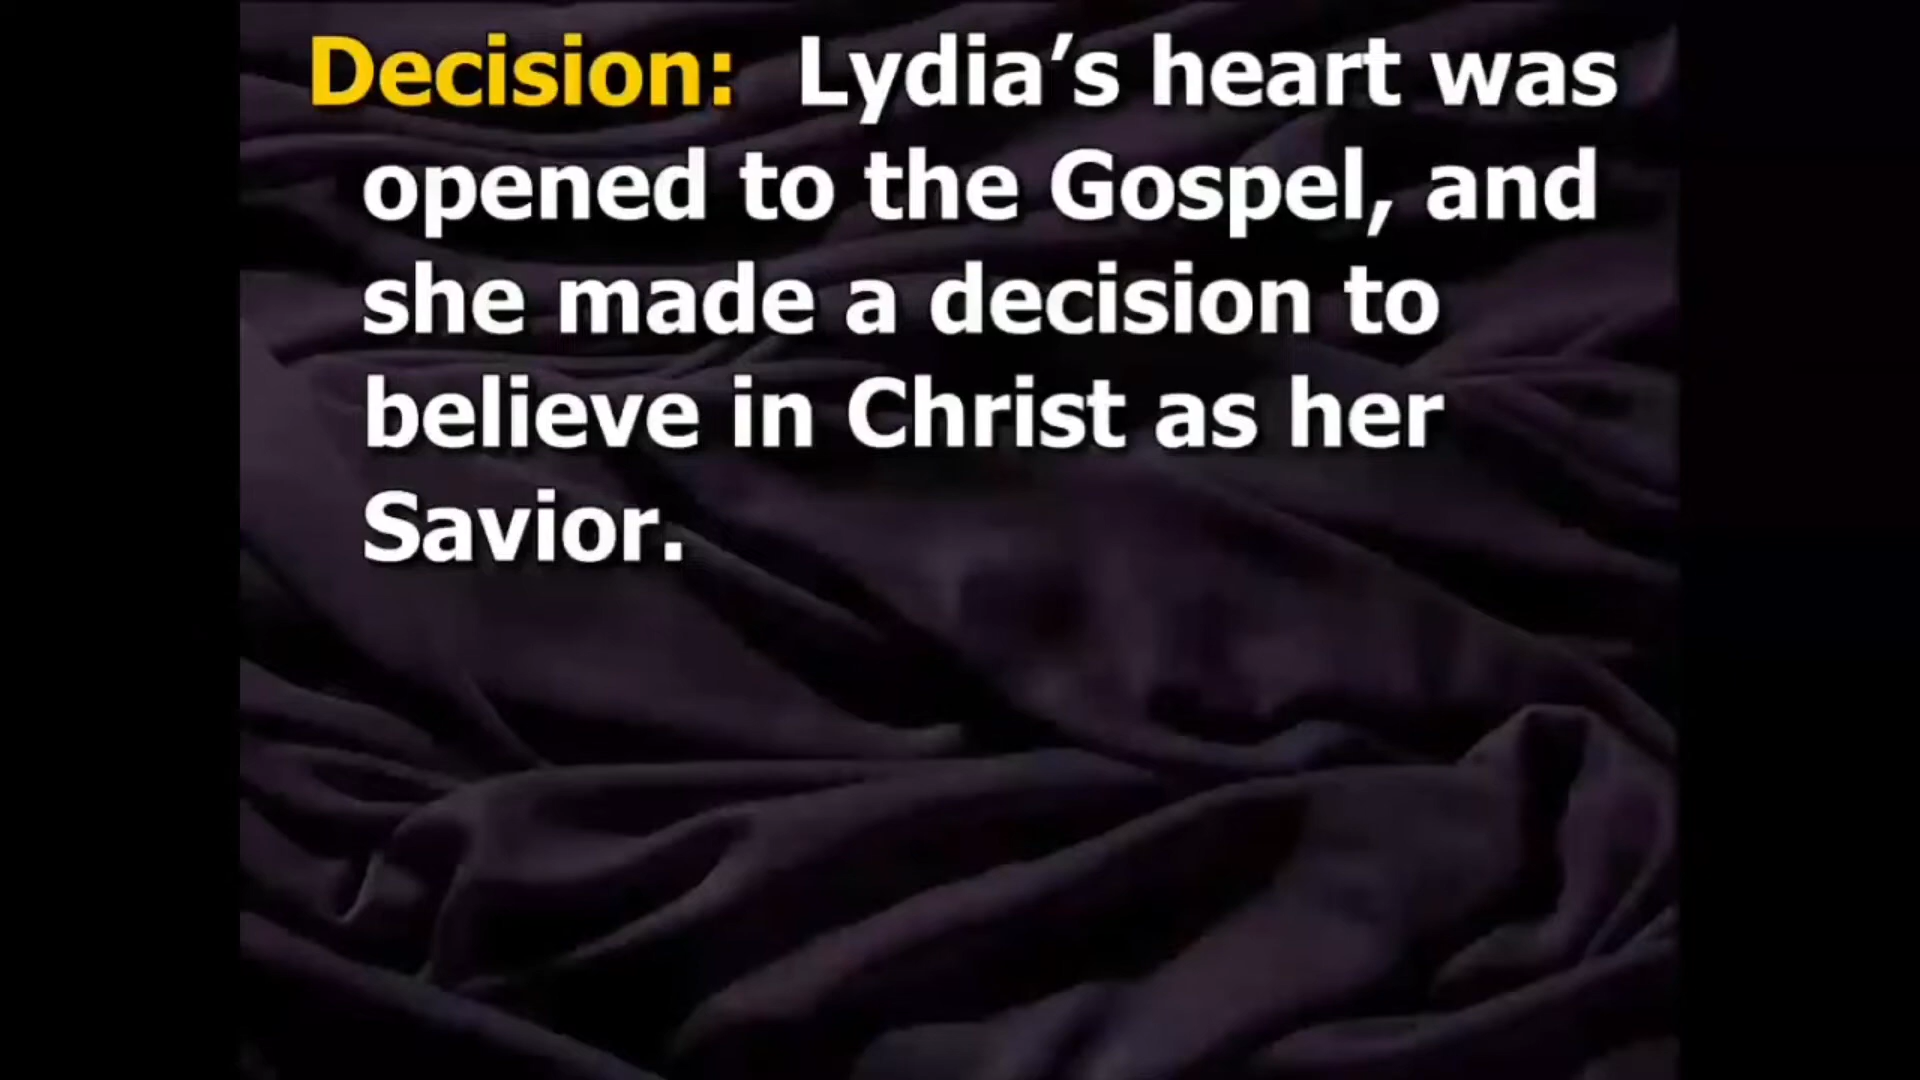 Decision: Lydia’s heart was
opened to the Gospel, and
she made a decision to
believe in Christ as her
Savior.